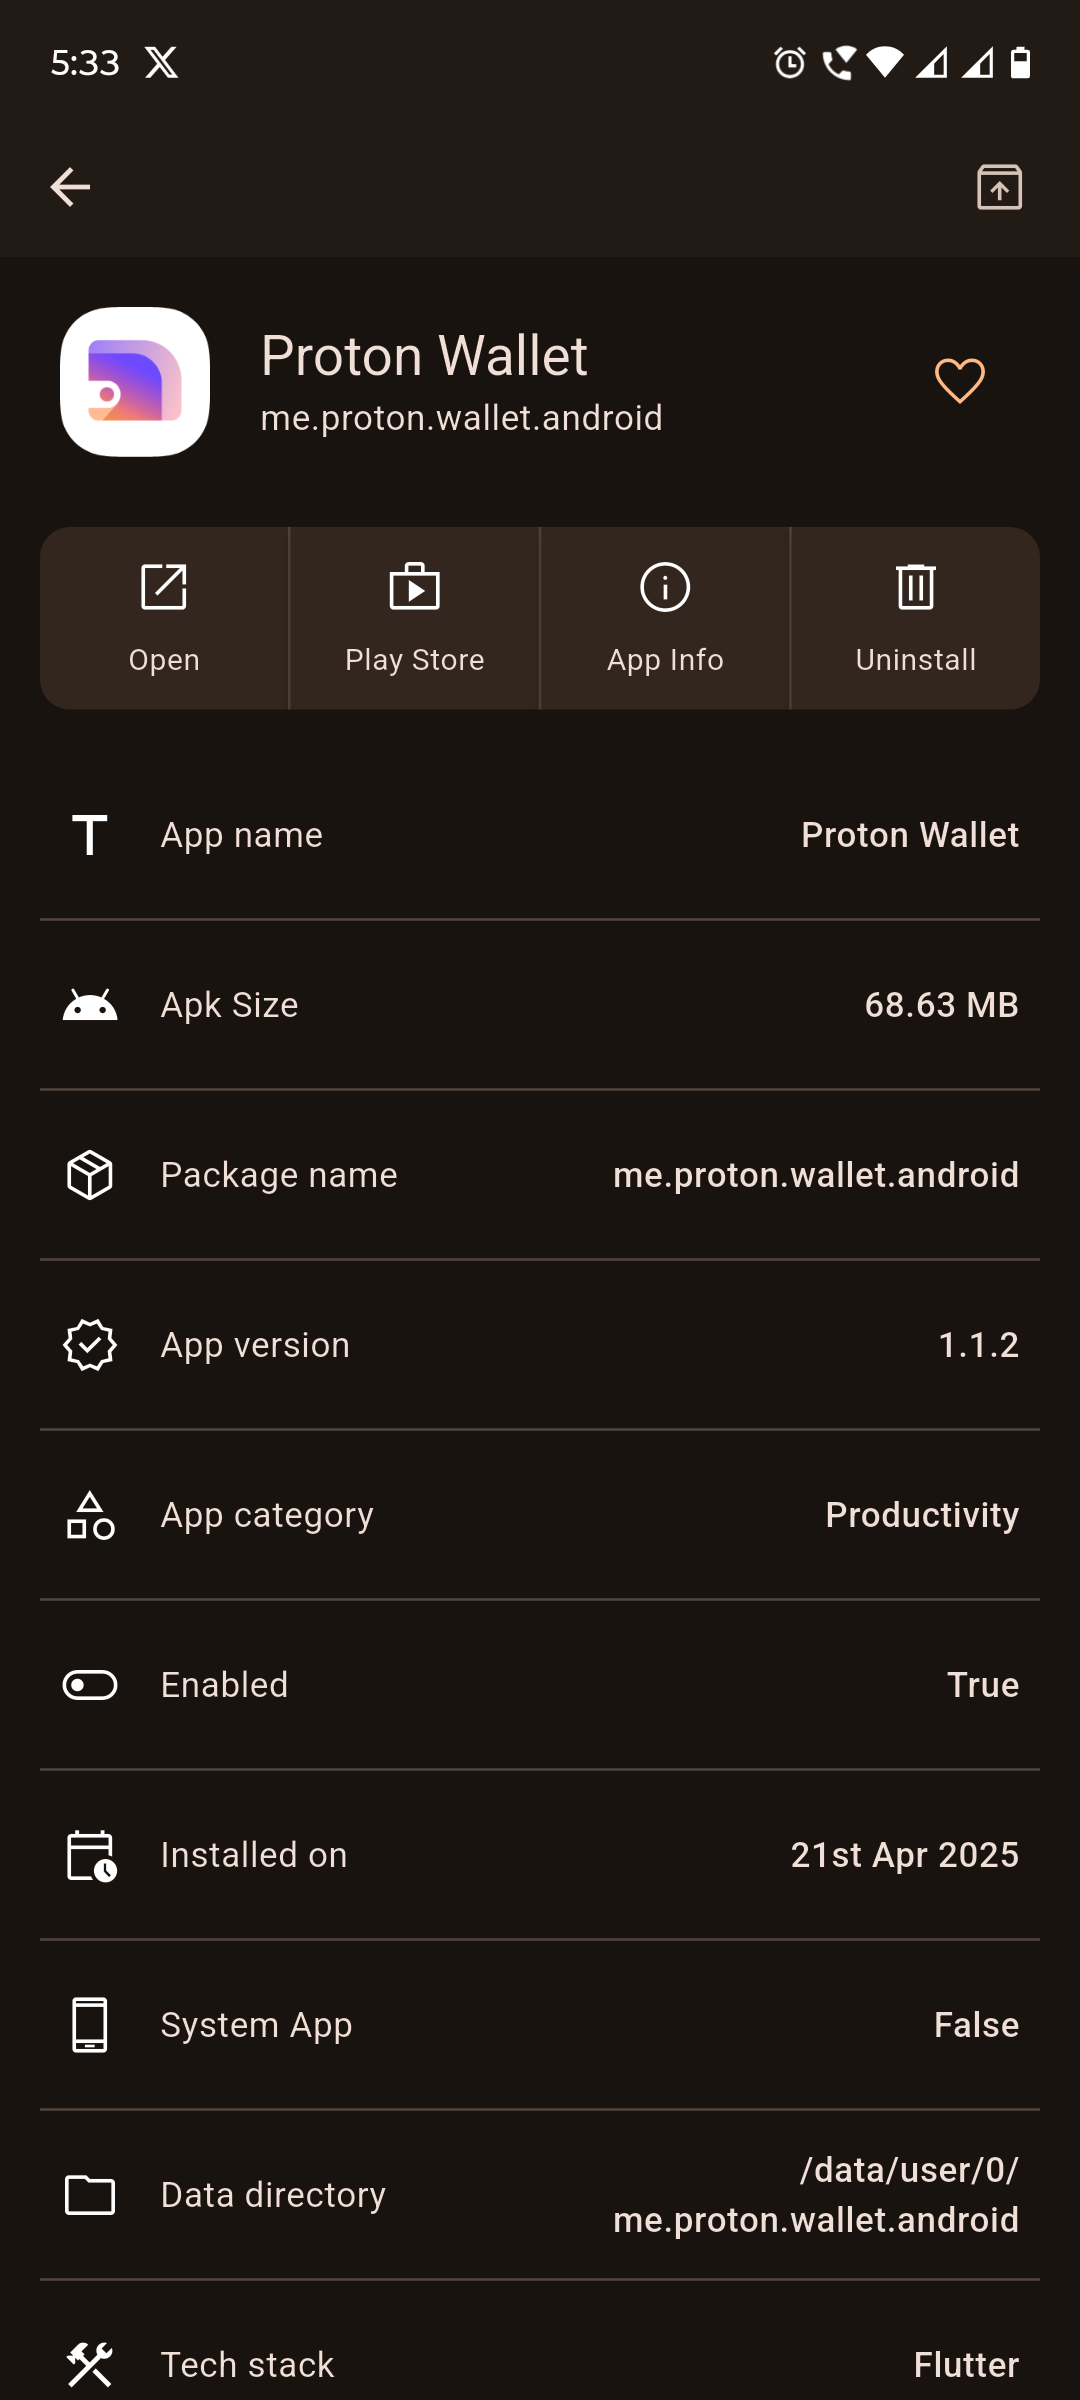 5:33
Proton Wallet
me.proton.wallet.android
Open
Play Store
App Info
Uninstall
App name
Proton Wallet
Apk Size
68.63 MB
Package name
me.proton.wallet.android
App version
1.1.2
App category
Productivity
Enabled
True
Installed on
21st Apr 2025
System App
False
Data directory
/data/user/0/
me.proton.wallet.android
Tech stack
Flutter